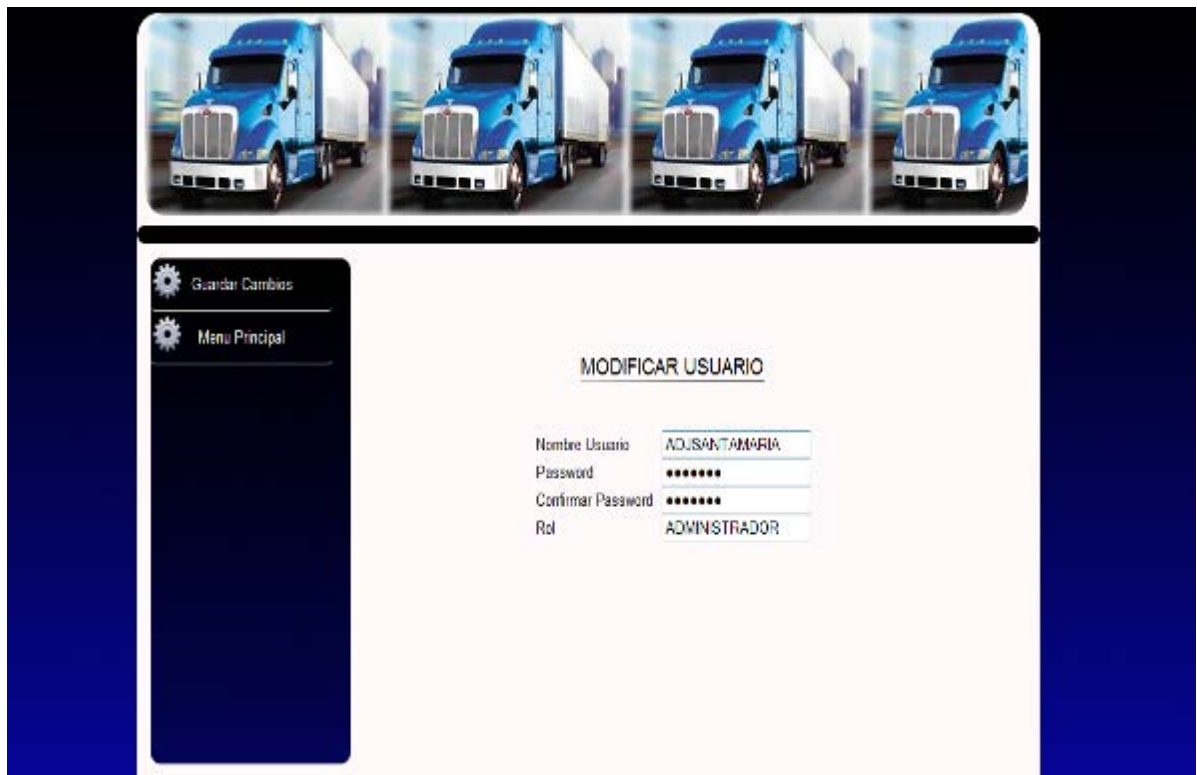 Guardar Cambios
Menu Principal
MODIFICAR USUARIO
Nombre Usuario ADJSANTAMARIA
Password •••••••
Confirmar Password •••••••
Rol ADMINISTRADOR